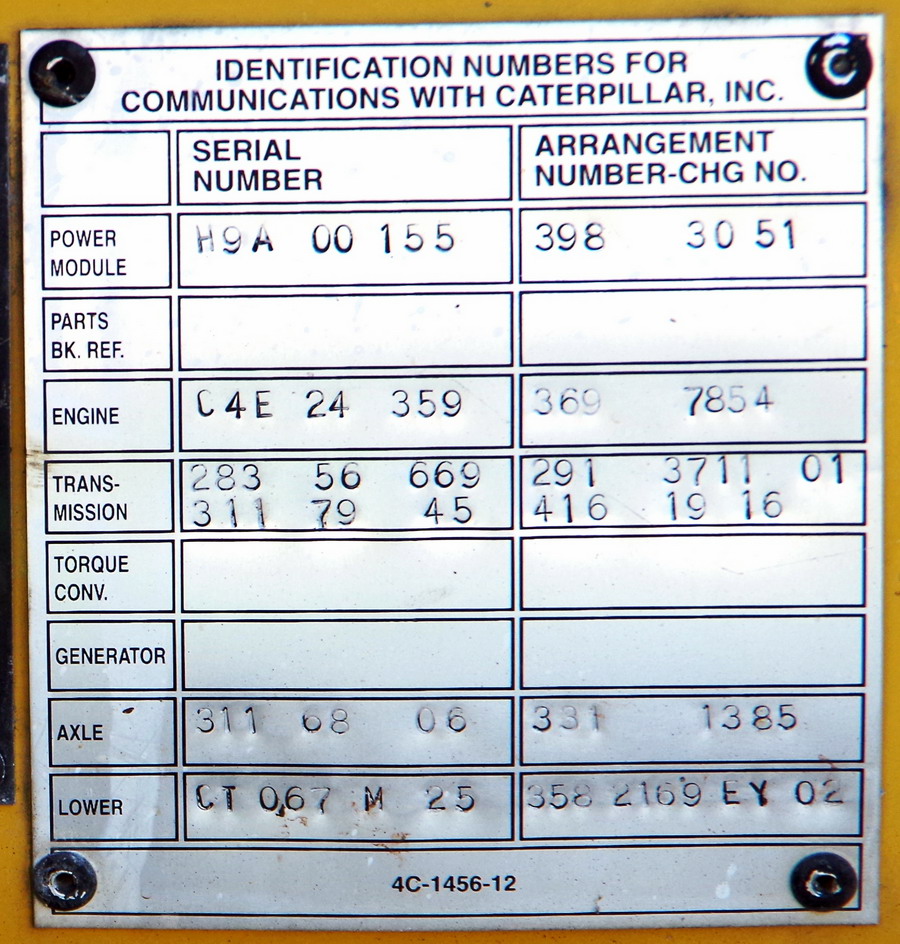 IDENTIFICATION NUMBERS FOR
COMMUNICATIONS WITH CATERPILLAR, INC.
SERIAL NUMBER
ARRANGEMENT NUMBER-CHG NO.
POWER MODULE
H9A 00 155
398 30 51
PARTS BK. REF.
ENGINE
C4E 24 359
369 7854
TRANS-
MISSION
283 56 669
291 3711 01
311 79 45
416 19 16
TORQUE CONV.
GENERATOR
AXLE
311 68 06
331 1385
LOWER
CT 067 M 25
358 2169 EY 02
4C-1456-12